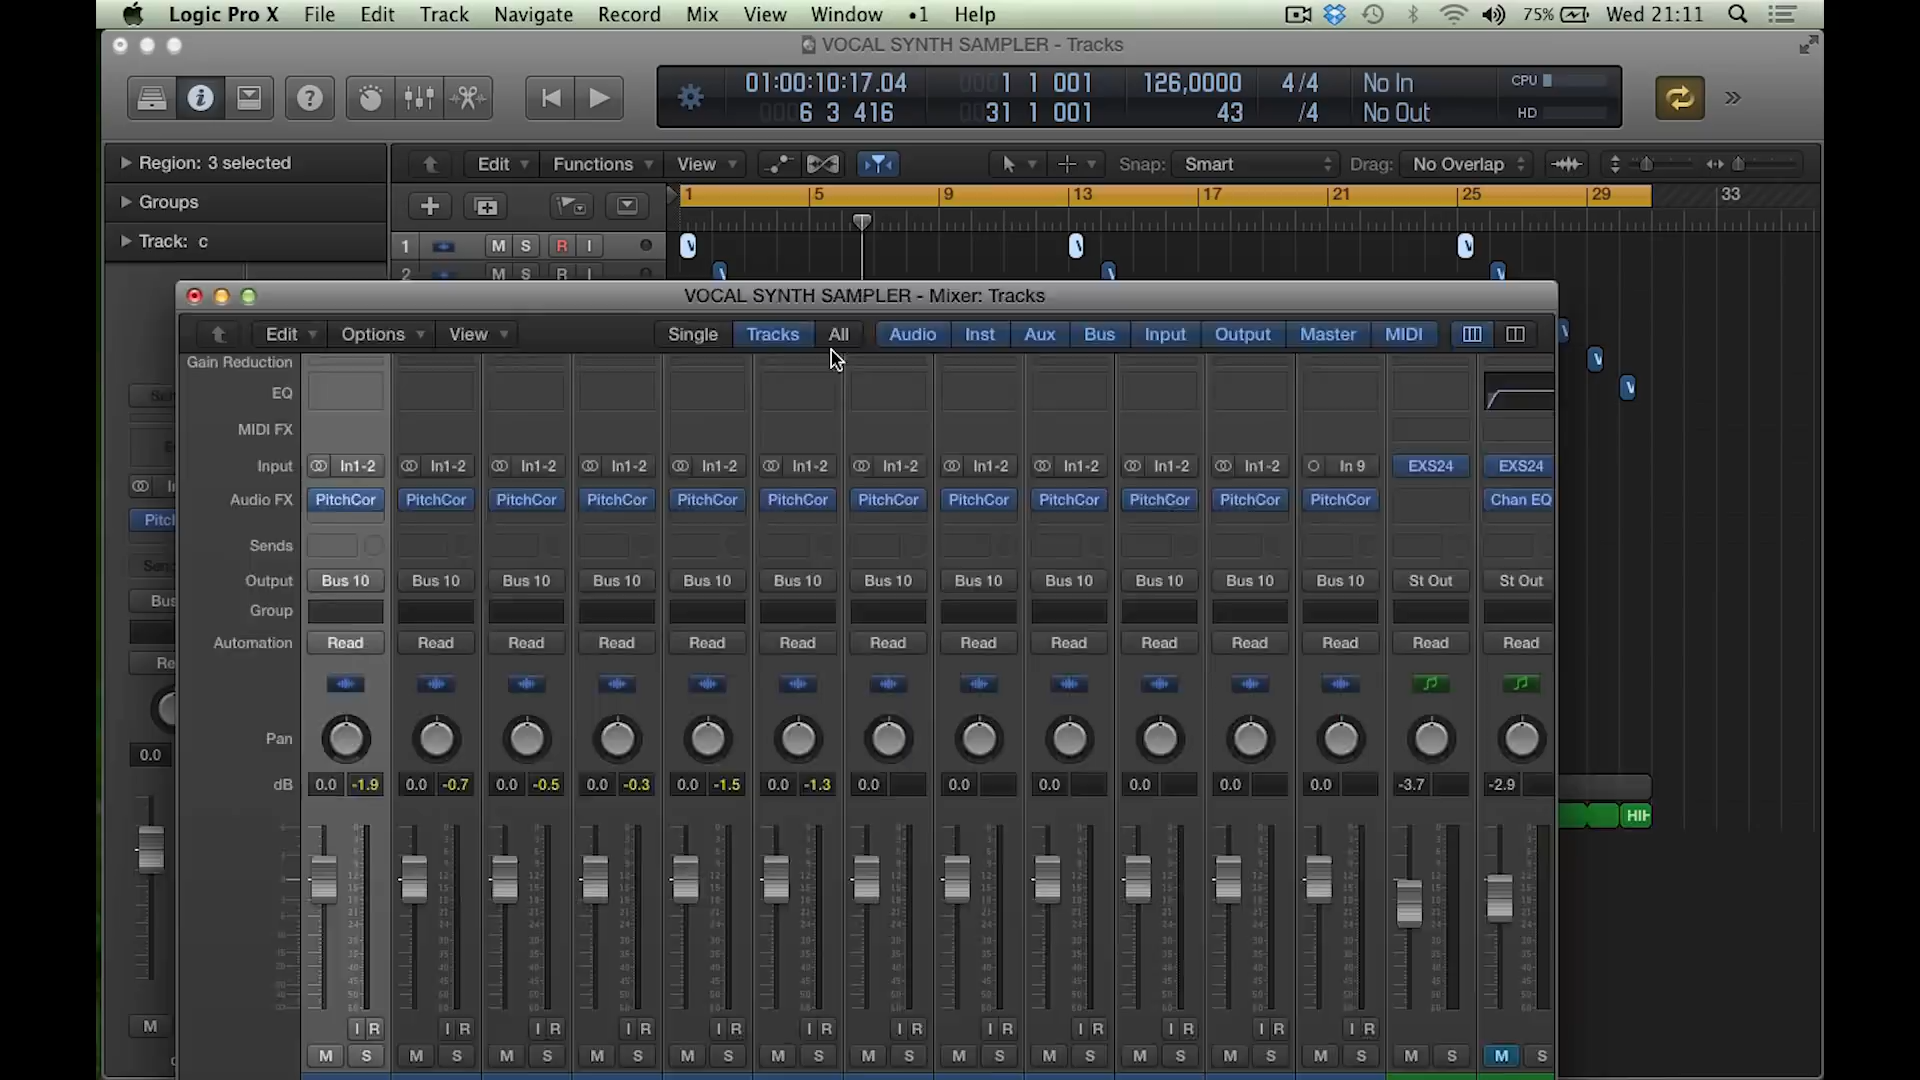 Logic Pro X File Edit Track Navigate Record Mix View Window •1 Help 75% Wed 21:11
VOCAL SYNTH SAMPLER - Tracks
01:00:10:17.04 1 1 001 126,0000 4/4 No In CPU
6 3 416 31 1 001 43 /4 No Out HD
Region: 3 selected Edit Functions View Snap: Smart Drag: No Overlap
Groups 1 5 9 13 17 21 25 29 33
Track: c
1 M S R I
2 M S R I
VOCAL SYNTH SAMPLER - Mixer: Tracks
Edit Options View Single Tracks All Audio Inst Aux Bus Input Output Master MIDI
Gain Reduction
EQ
MIDI FX
Input In1-2 In1-2 In1-2 In1-2 In1-2 In1-2 In1-2 In1-2 In1-2 In1-2 In1-2 In 9 EXS24 EXS24
Audio FX PitchCor PitchCor PitchCor PitchCor PitchCor PitchCor PitchCor PitchCor PitchCor PitchCor PitchCor PitchCor Chan EQ
Sends
Output Bus 10 Bus 10 Bus 10 Bus 10 Bus 10 Bus 10 Bus 10 Bus 10 Bus 10 Bus 10 Bus 10 Bus 10 St Out St Out
Group
Automation Read Read Read Read Read Read Read Read Read Read Read Read Read Read
Pan
0.0 dB 0.0 -1.9 0.0 -0.7 0.0 -0.5 0.0 -0.3 0.0 -1.5 0.0 -1.3 0.0 0.0 0.0 0.0 0.0 0.0 -3.7 -2.9
HIH
I R I R I R I R I R I R I R I R I R I R I R I R
M M S M S M S M S M S M S M S M S M S M S M S M S M S M S